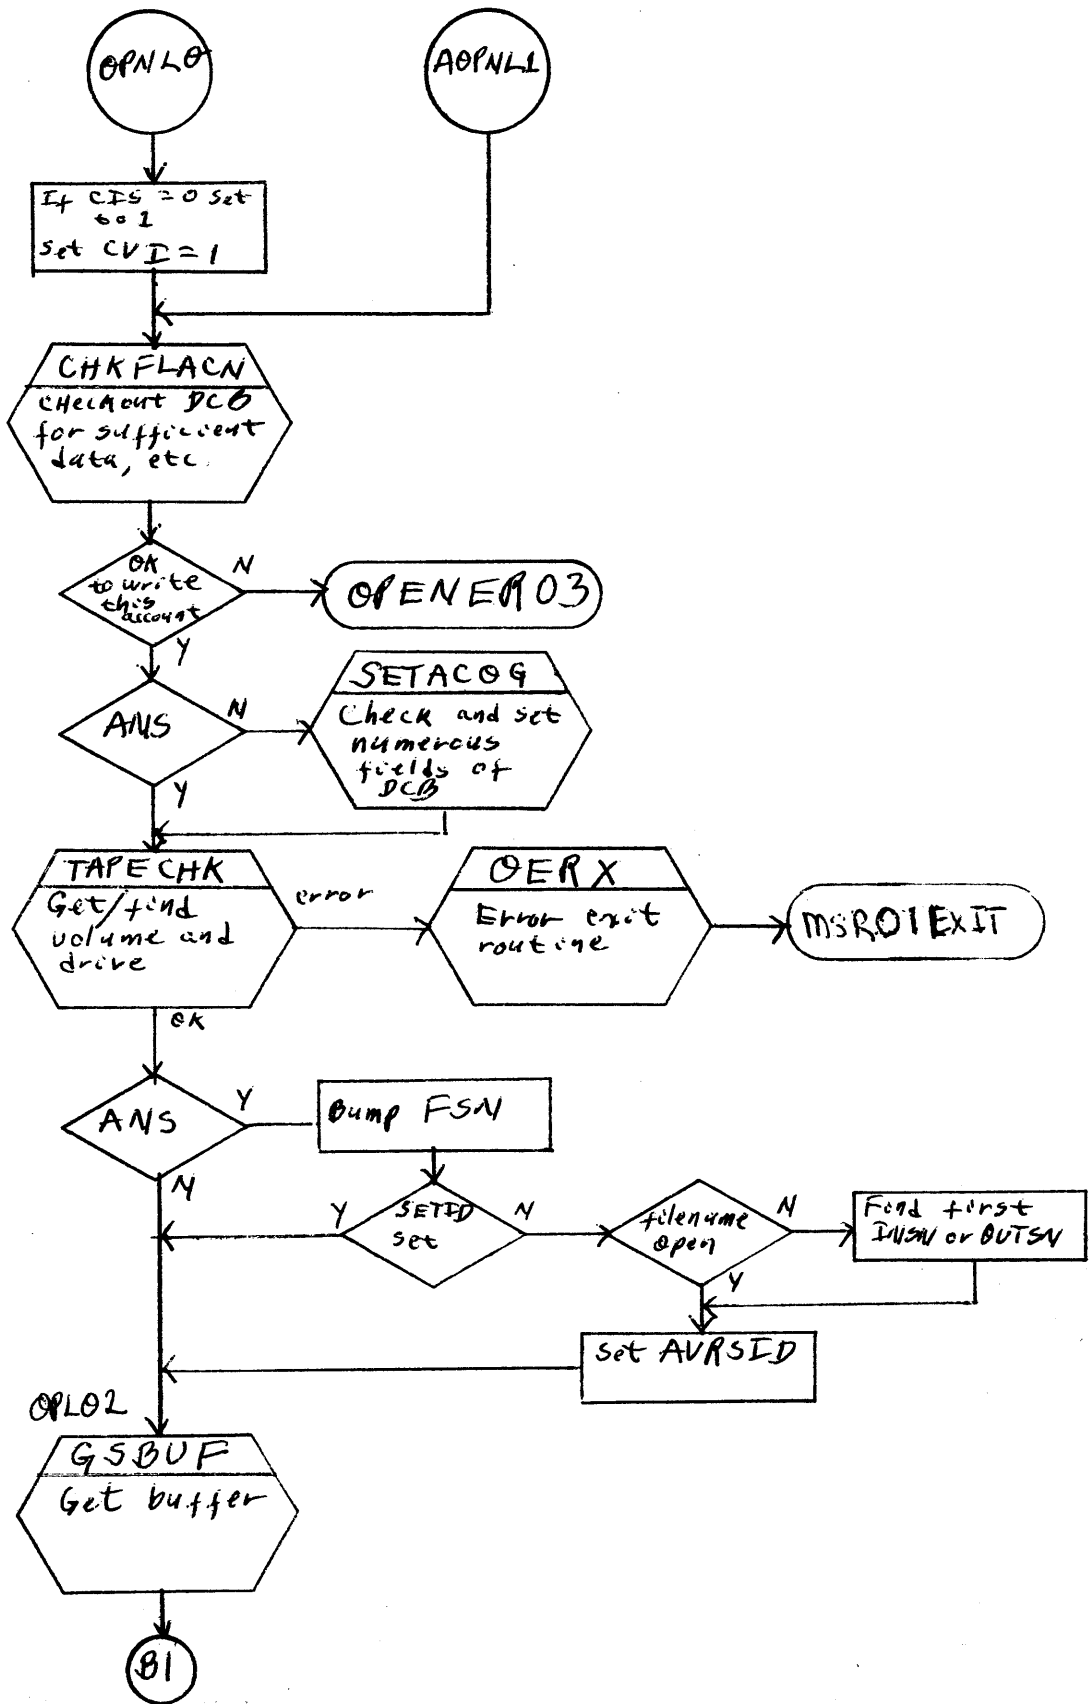 OPNLO
AOPNL1
If CIS = 0 set
to 1
set CVI = 1
CHKFLACN
checkout DCB
for sufficient
data, etc.
OK
to write
this
account
N
OPENER03
Y
ANS
N
SETACOG
Check and set
numerous
fields of
DCB
Y
TAPECHK
Get/find
volume and
drive
error
OERX
Error exit
routine
MSROTEXIT
OK
ANS
Y
Bump FSN
N
SETID
set
Y
N
filename
open
N
Find first
INSN or OUTSN
Y
set AVRSID
OPLO2
GSBUF
Get buffer
B1